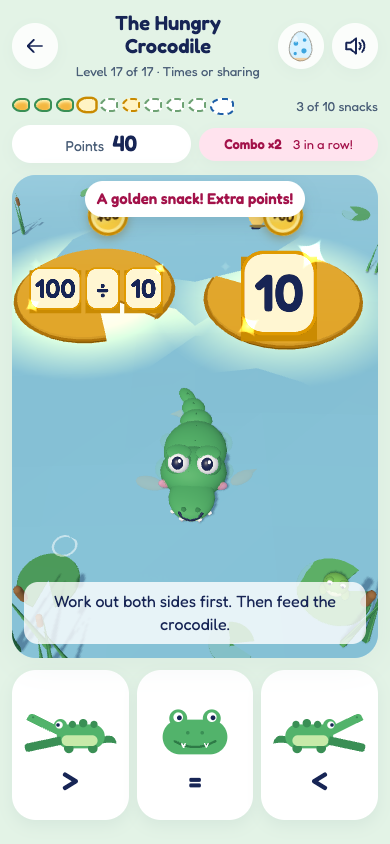 The Hungry
Crocodile
Level 17 of 17 · Times or sharing
3 of 10 snacks
Points 40
Combo ×2 3 in a row!
A golden snack! Extra points!
100 ÷ 10
10
Work out both sides first. Then feed the
crocodile.
> = <